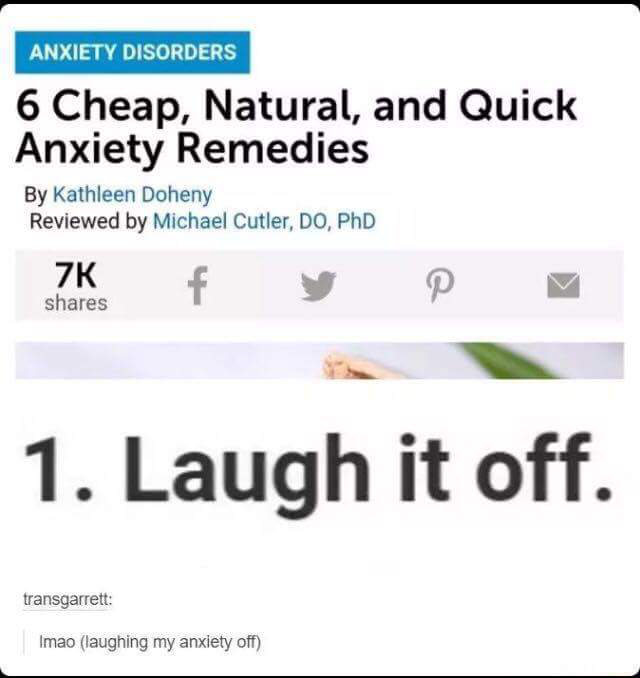 ANXIETY DISORDERS
6 Cheap, Natural, and Quick
Anxiety Remedies
By Kathleen Doheny
Reviewed by Michael Cutler, DO, PhD
7K
shares
1. Laugh it off.
transgarrett:
lmao (laughing my anxiety off)